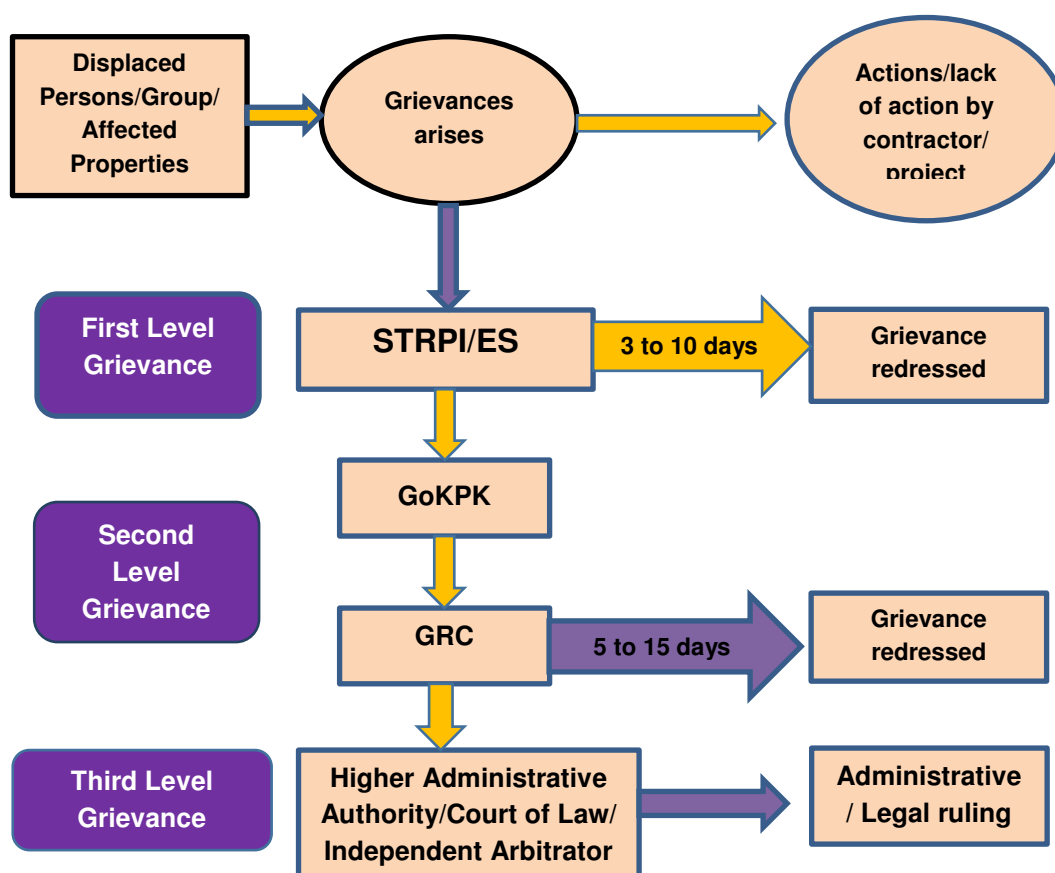 Displaced
Persons/Group/
Affected
Properties
Grievances
arises
Actions/lack
of action by
contractor/
project
First Level
Grievance
STRPI/ES
3 to 10 days
Grievance
redressed
GoKPK
Second
Level
Grievance
GRC
5 to 15 days
Grievance
redressed
Third Level
Grievance
Higher Administrative
Authority/Court of Law/
Independent Arbitrator
Administrative
/ Legal ruling